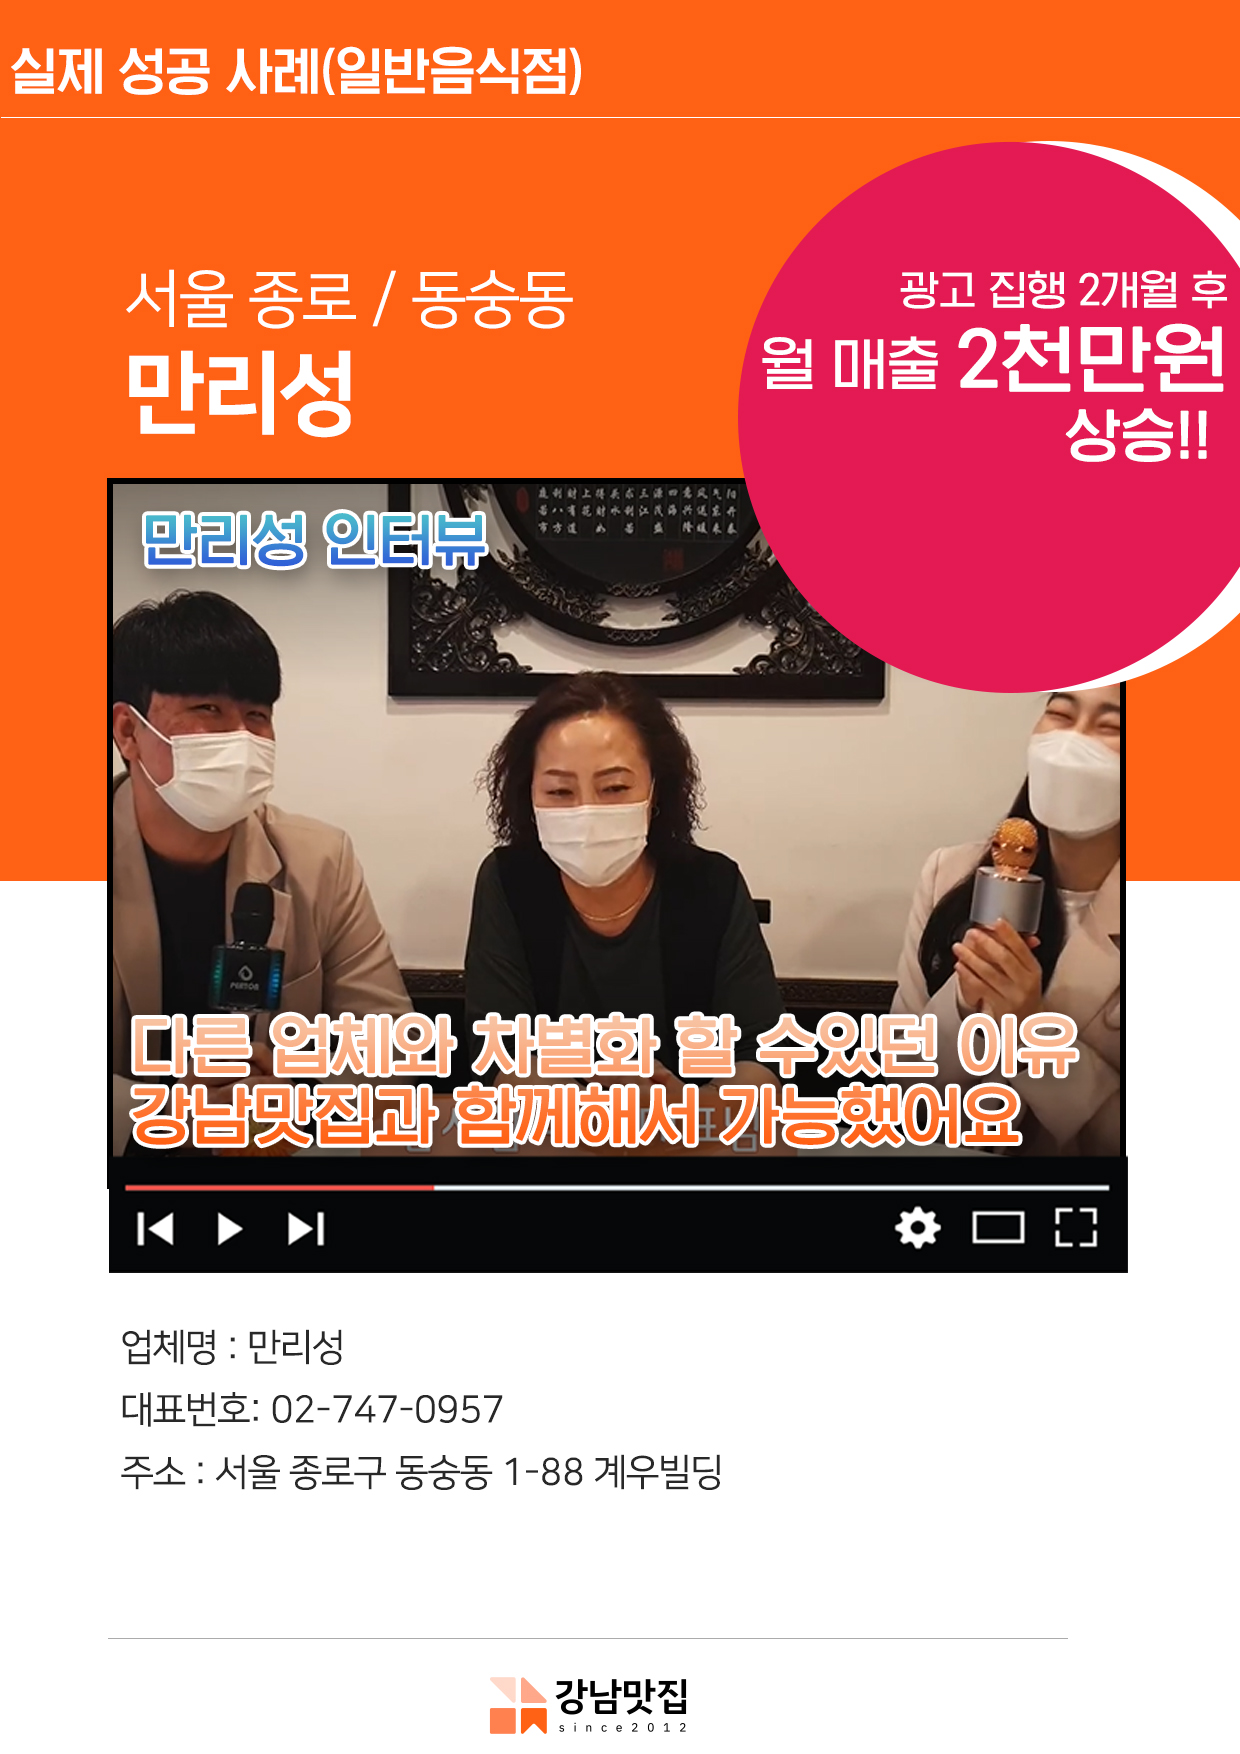 실제 성공 사례(일반음식점)
서울 종로 / 동숭동
만리성
광고 집행 2개월 후
월 매출 2천만원
상승!!
만리성 인터뷰
다른 업체와 차별화 할 수있던 이유
강남맛집과 함께해서 가능했어요
업체명 : 만리성
대표번호: 02-747-0957
주소 : 서울 종로구 동숭동 1-88 계우빌딩
강남맛집
since2012